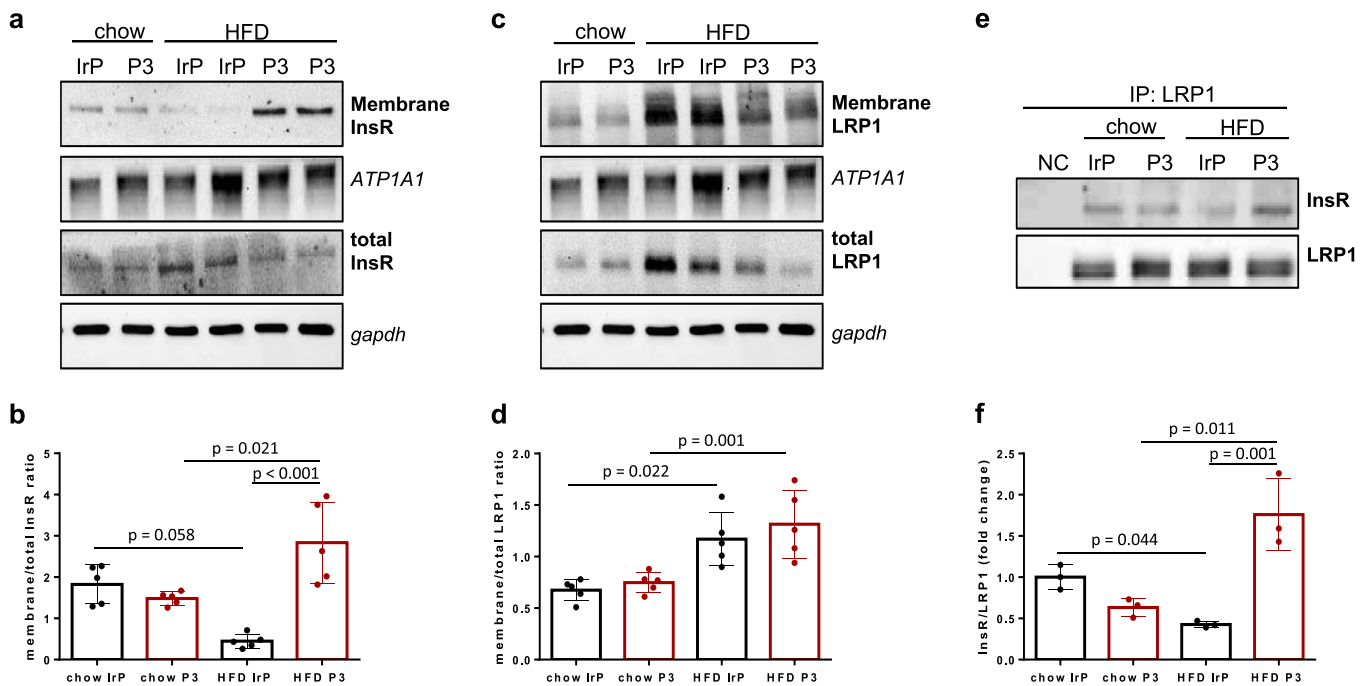 a
chow HFD
IrP P3 IrP IrP P3 P3
Membrane
InsR
ATP1A1
total
InsR
gapdh
c
chow HFD
IrP P3 IrP IrP P3 P3
Membrane
LRP1
ATP1A1
total
LRP1
gapdh
e
IP: LRP1
chow HFD
NC IrP P3 IrP P3
InsR
LRP1
b
membrane/total InsR ratio
5
4
3
2
1
0
p = 0.021
p < 0.001
p = 0.058
chow IrP chow P3 HFD IrP HFD P3
d
membrane/total LRP1 ratio
2.0
1.5
1.0
0.5
0.0
p = 0.001
p = 0.022
chow IrP chow P3 HFD IrP HFD P3
f
InsR/LRP1 (fold change)
2.5
2.0
1.5
1.0
0.5
0.0
p = 0.011
p = 0.001
p = 0.044
chow IrP chow P3 HFD IrP HFD P3